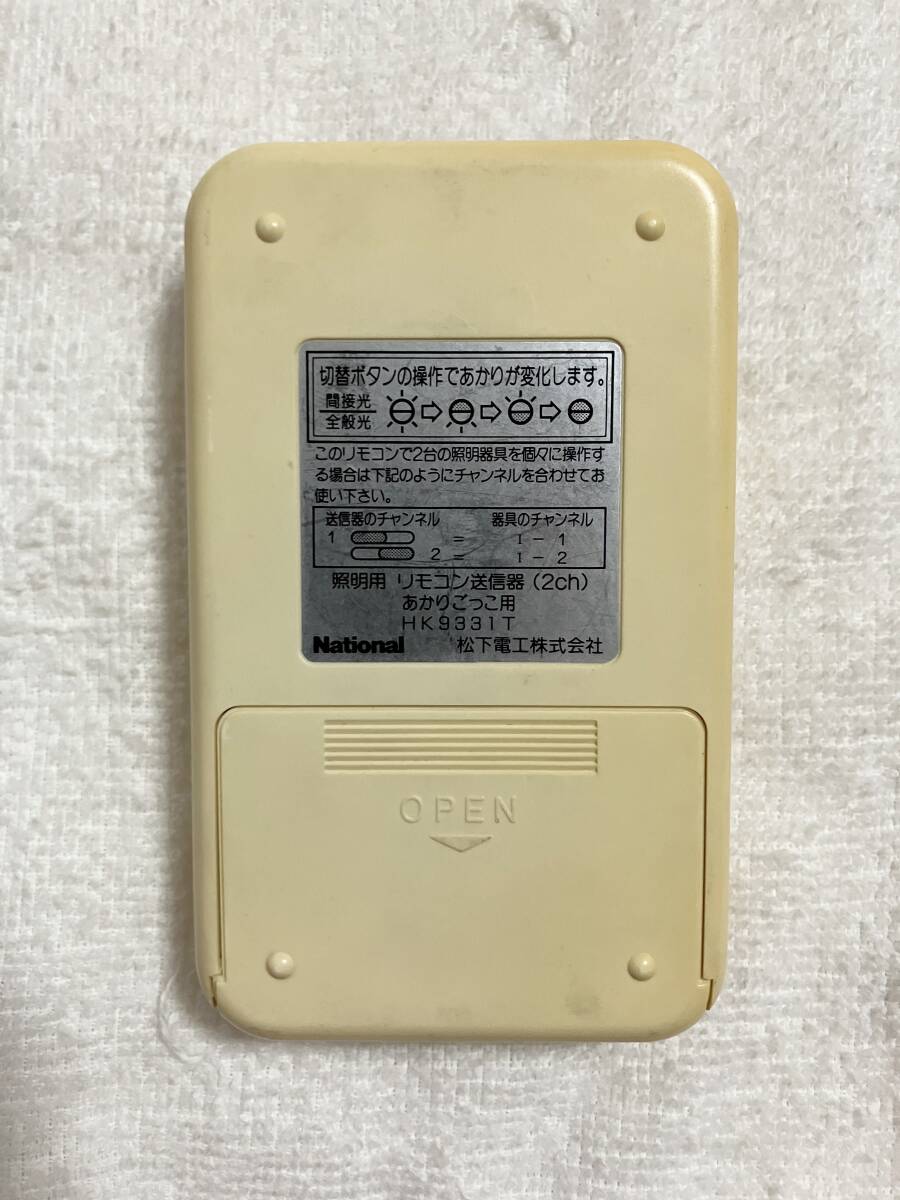 切替ボタンの操作であかりが変化します。
間接光
全般光
このリモコンで2台の照明器具を個々に操作す
る場合は下記のようにチャンネルを合わせてお
使い下さい。
送信器のチャンネル 器具のチャンネル
1 = I-1
2 = I-2
照明用 リモコン送信器(2ch)
あかりごっこ用
HK9331T
National 松下電工株式会社
OPEN